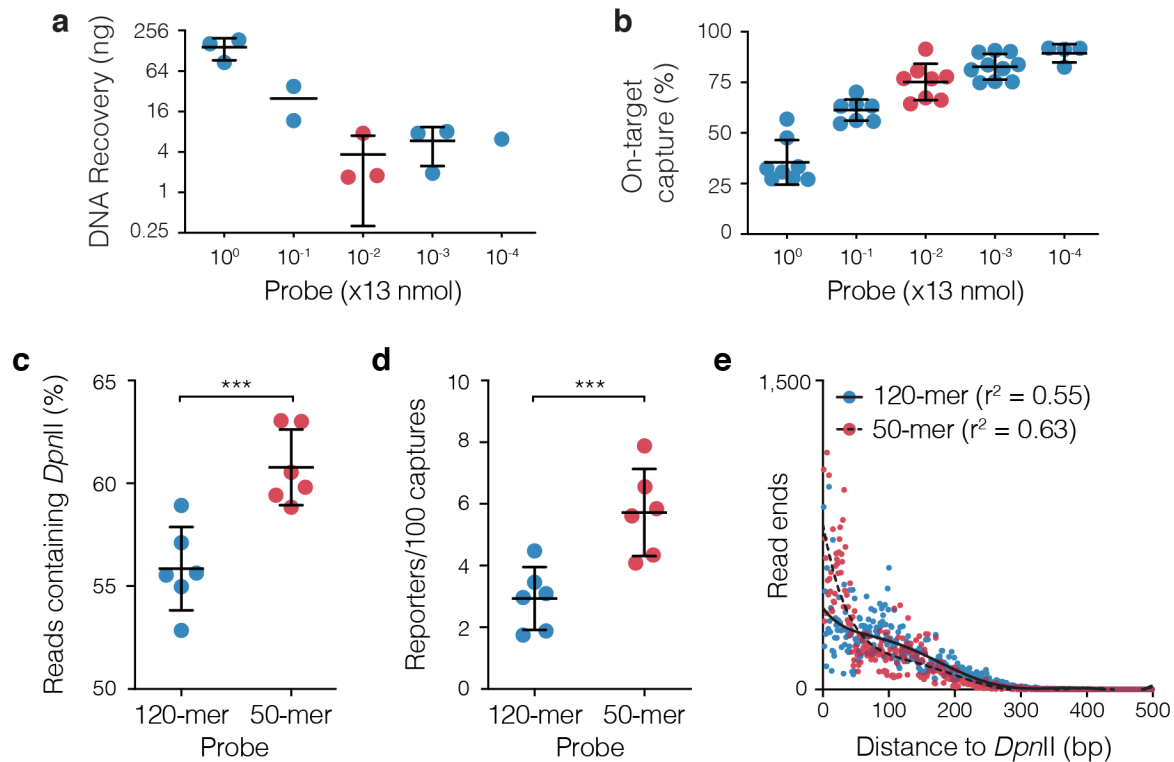 a
DNA Recovery (ng)
256
64
16
4
1
0.25
10⁰
10⁻¹
10⁻²
10⁻³
10⁻⁴
Probe (x13 nmol)
b
On-target
capture (%)
100
75
50
25
0
10⁰
10⁻¹
10⁻²
10⁻³
10⁻⁴
Probe (x13 nmol)
c
Reads containing DpnII (%)
65
60
55
50
***
120-mer
50-mer
Probe
d
Reporters/100 captures
10
8
6
4
2
0
***
120-mer
50-mer
Probe
e
Read ends
1,500
0
120-mer (r² = 0.55)
50-mer (r² = 0.63)
0
100
200
300
400
500
Distance to DpnII (bp)